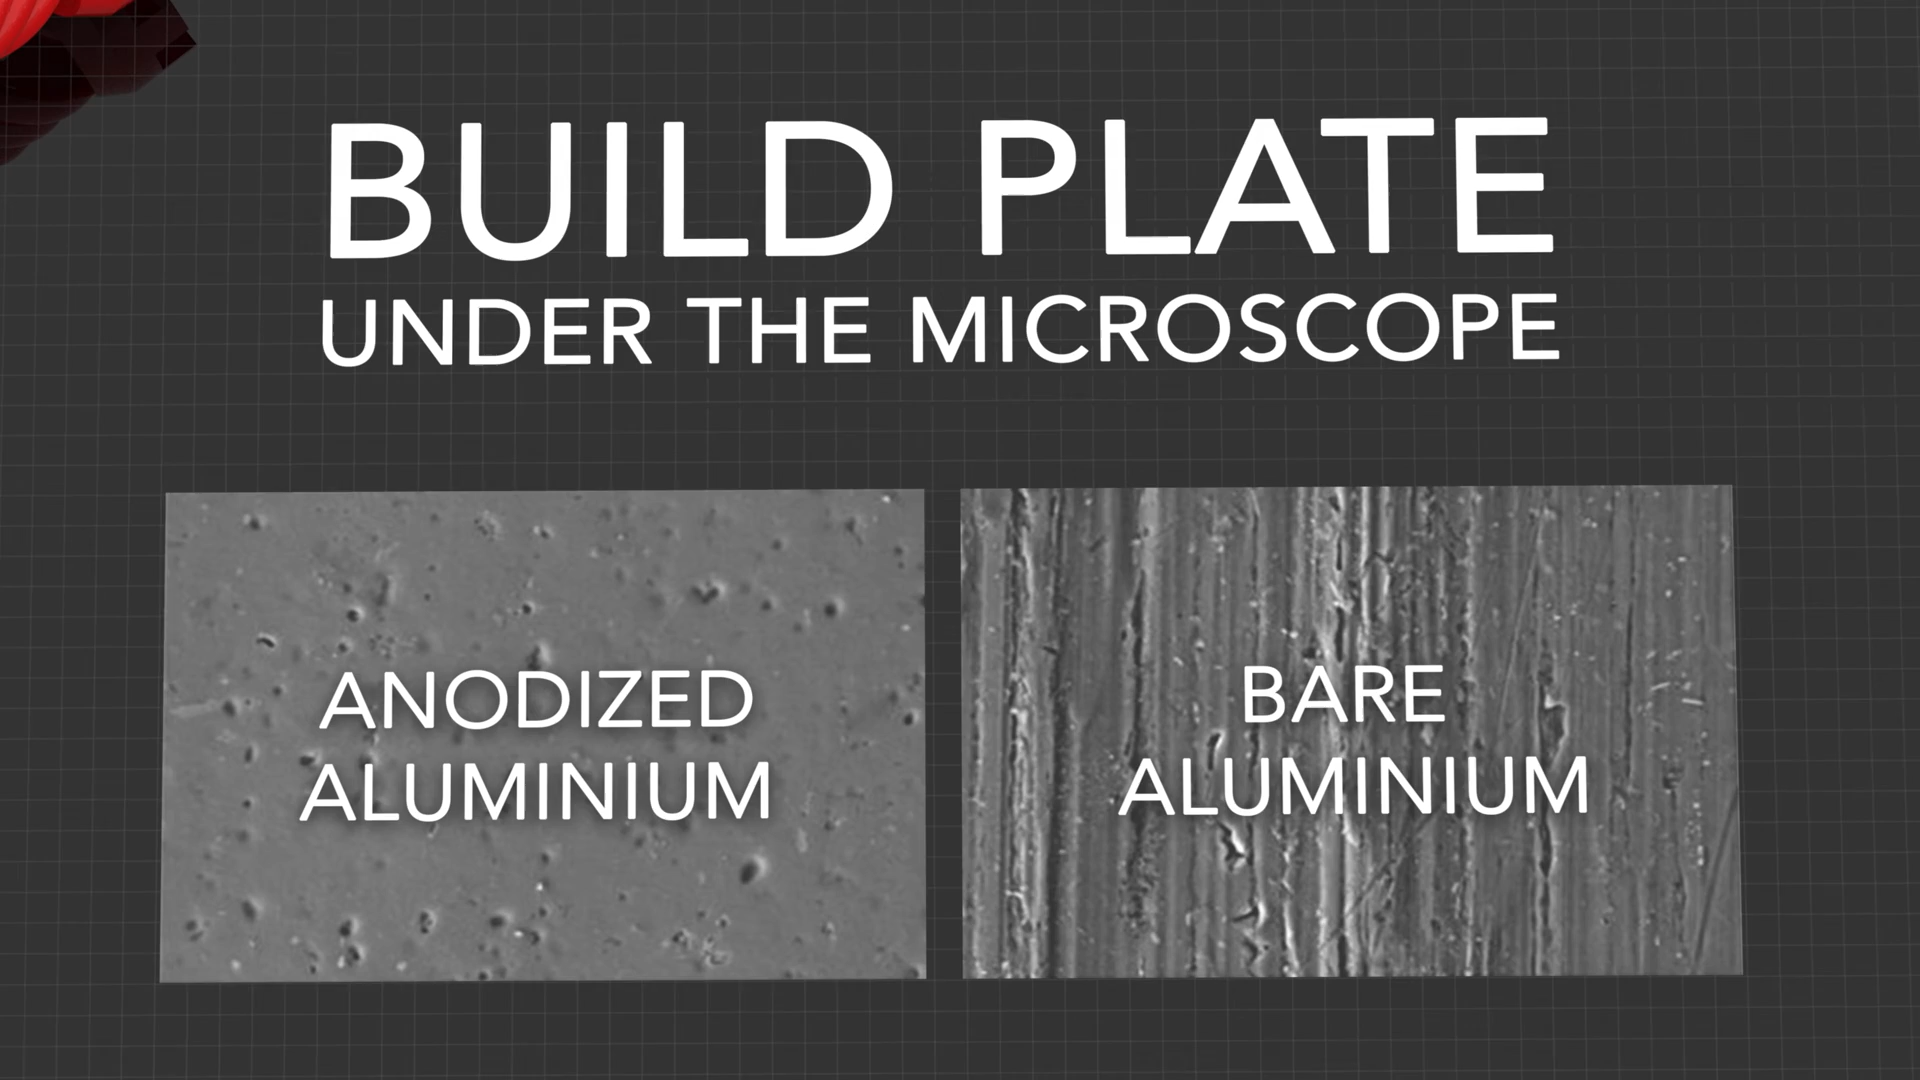 BUILD PLATE
UNDER THE MICROSCOPE
ANODIZED
ALUMINIUM
BARE
ALUMINIUM